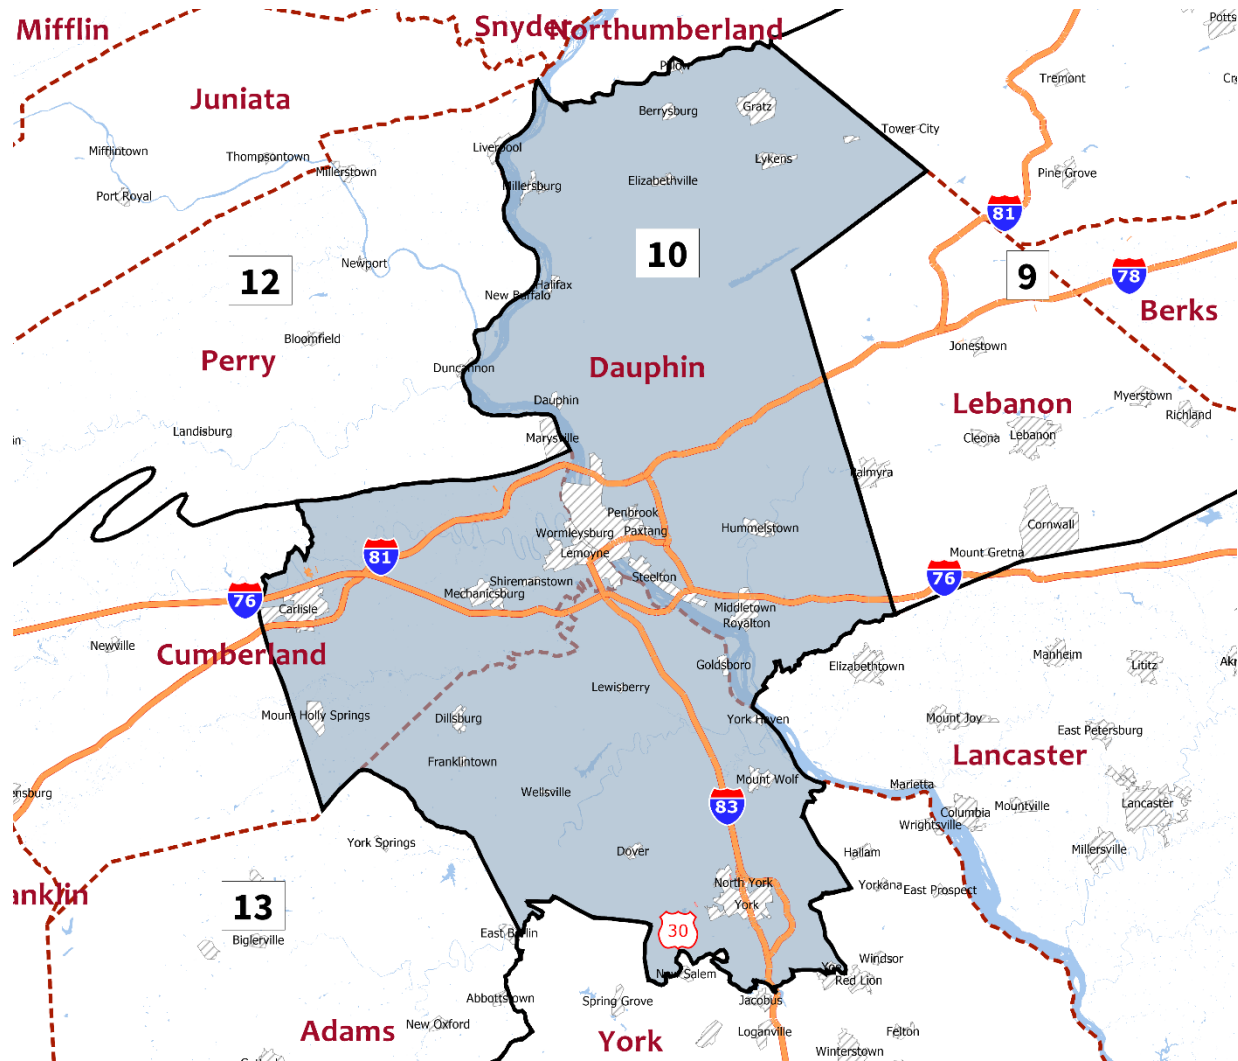 Mifflin
Snyder
Northumberland
Potts
Juniata
Pillow
Tremont
Cr
Berrysburg
Gratz
Tower City
Mifflintown
Thompsontown
Liverpool
Lykens
Millerstown
Pine Grove
Port Royal
Millersburg
Elizabethville
81
12
Newport
10
9
78
Halifax
New Buffalo
Berks
Bloomfield
Jonestown
Perry
Duncannon
Dauphin
Dauphin
Lebanon
Myerstown
Richland
Landisburg
in
Marysville
Cleona
Lebanon
Palmyra
Penbrook
Cornwall
Wormleysburg
Paxtang
Hummelstown
Lemoyne
Mount Gretna
81
76
Shiremanstown
Steelton
Mechanicsburg
76
Carlisle
Middletown
Royalton
Newville
Cumberland
Goldsboro
Elizabethtown
Manheim
Lititz
Akr
Lewisberry
Mount Holly Springs
Dillsburg
York Haven
Mount Joy
East Petersburg
Franklintown
Lancaster
Mount Wolf
Marietta
ensburg
Wellsville
83
Columbia
Mountville
Lancaster
Wrightsville
York Springs
Dover
Hallam
Millersville
anklin
13
North York
Yorkana
East Prospect
York
30
Biglerville
East Berlin
Yoe
Windsor
New Salem
Red Lion
Abbottstown
Spring Grove
Jacobus
New Oxford
Adams
York
Loganville
Felton
Winterstown